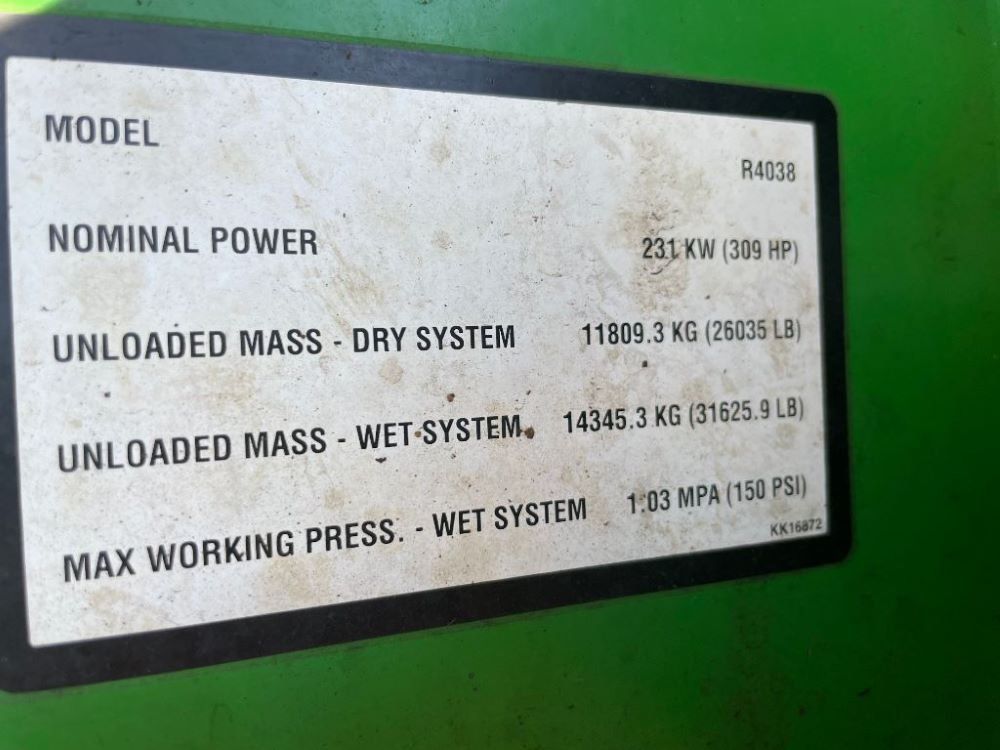 MODEL R4038
NOMINAL POWER 231 KW (309 HP)
UNLOADED MASS - DRY SYSTEM 11809.3 KG (26035 LB)
UNLOADED MASS - WET SYSTEM 14345.3 KG (31625.9 LB)
MAX WORKING PRESS. - WET SYSTEM 1.03 MPA (150 PSI)
KK16872